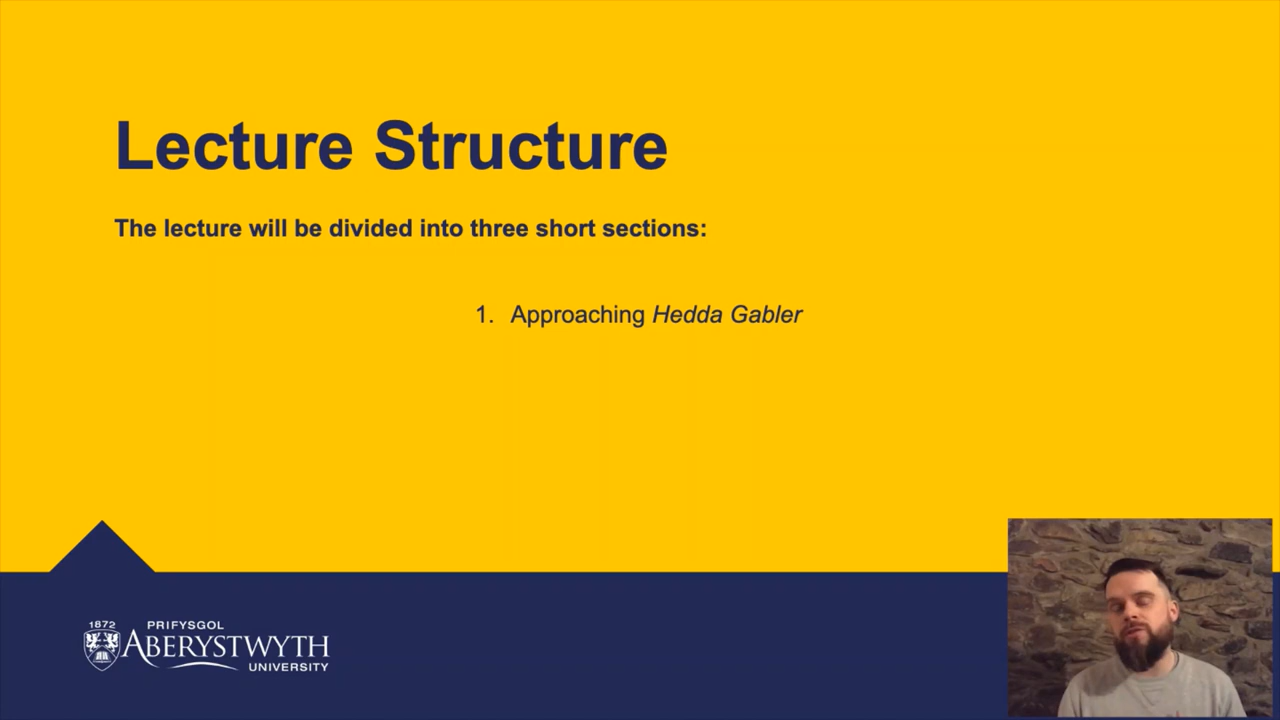 Lecture Structure
The lecture will be divided into three short sections:
1. Approaching Hedda Gabler
1872 PRIFYSGOL
ABERYSTWYTH
UNIVERSITY